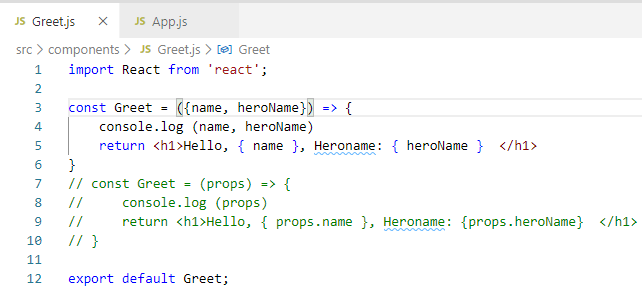 JS Greet.js × JS App.js
src > components > JS Greet.js > Greet
1 import React from 'react';
2
3 const Greet = ({name, heroName}) => {
4 console.log (name, heroName)
5 return <h1>Hello, { name }, Heroname: { heroName }  </h1>
6 }
7 // const Greet = (props) => {
8 //     console.log (props)
9 //     return <h1>Hello, { props.name }, Heroname: {props.heroName}  </h1>
10 // }
11
12 export default Greet;